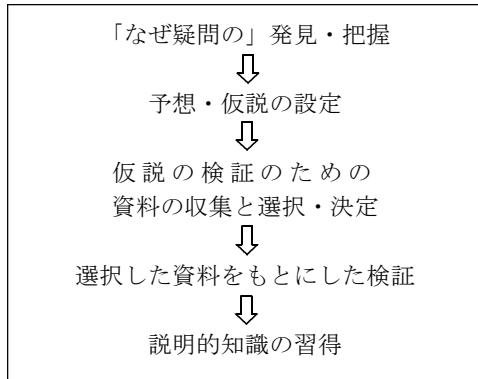 「なぜ疑問の」発見・把握
予想・仮説の設定
仮説の検証のための
資料の収集と選択・決定
選択した資料をもとにした検証
説明的知識の習得